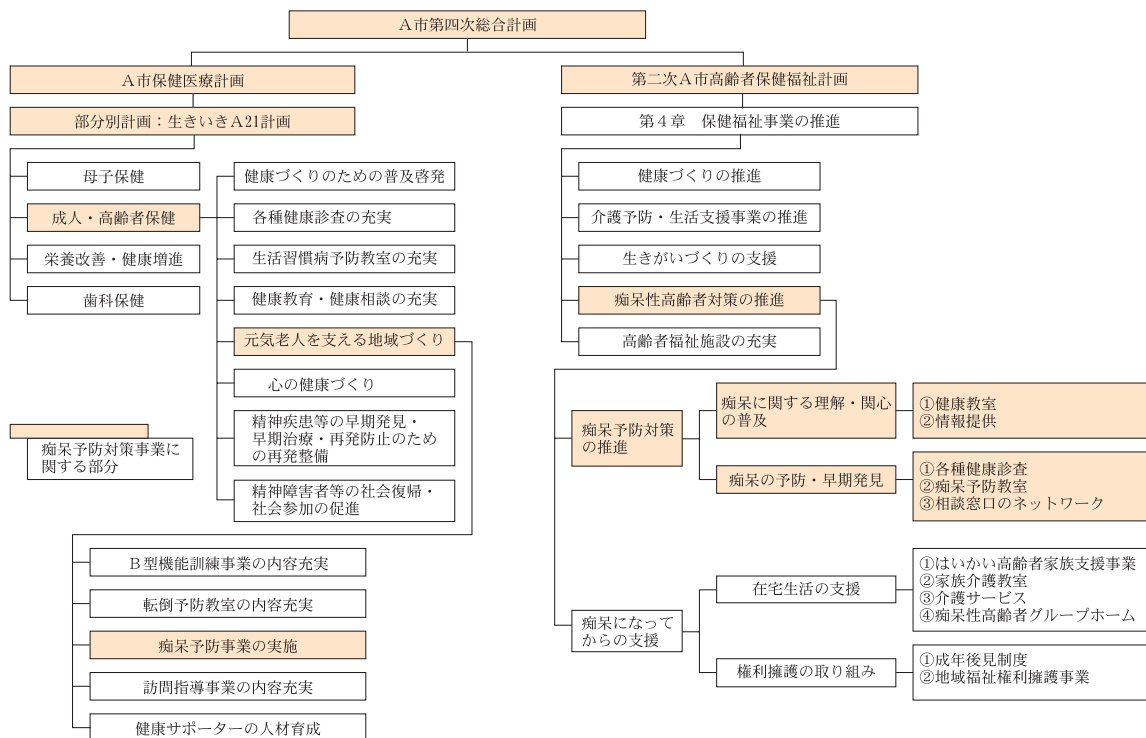 A市第四次総合計画
A市保健医療計画
部分別計画：生きいきA21計画
母子保健
成人・高齢者保健
栄養改善・健康増進
歯科保健
健康づくりのための普及啓発
各種健康診査の充実
生活習慣病予防教室の充実
健康教育・健康相談の充実
元気老人を支える地域づくり
心の健康づくり
精神疾患等の早期発見・
早期治療・再発防止のため
の再発整備
精神障害者等の社会復帰・
社会参加の促進
痴呆予防対策事業に
関する部分
B型機能訓練事業の内容充実
転倒予防教室の内容充実
痴呆予防事業の実施
訪問指導事業の内容充実
健康サポーターの人材育成
第二次A市高齢者保健福祉計画
第4章　保健福祉事業の推進
健康づくりの推進
介護予防・生活支援事業の推進
生きがいづくりの支援
痴呆性高齢者対策の推進
高齢者福祉施設の充実
痴呆予防対策
の推進
痴呆に関する理解・関心
の普及
①健康教室
②情報提供
痴呆の予防・早期発見
①各種健康診査
②痴呆予防教室
③相談窓口のネットワーク
痴呆になって
からの支援
在宅生活の支援
①はいかい高齢者家族支援事業
②家族介護教室
③介護サービス
④痴呆性高齢者グループホーム
権利擁護の取り組み
①成年後見制度
②地域福祉権利擁護事業